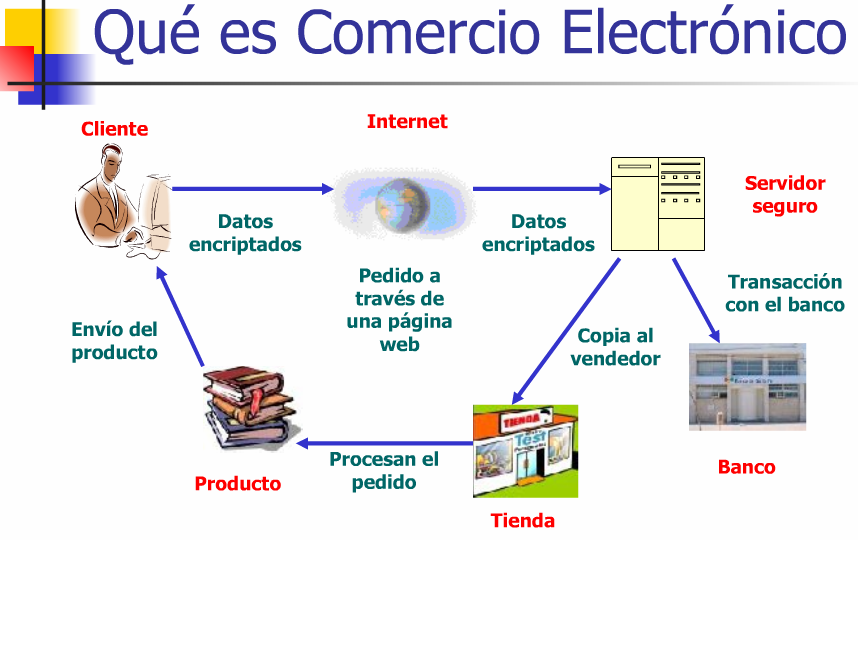 Qué es Comercio Electrónico
Cliente
Internet
Servidor
seguro
Datos
encriptados
Datos
encriptados
Pedido a
través de
una página
web
Transacción
con el banco
Envío del
producto
Copia al
vendedor
TIENDA
Test
Procesan el
pedido
Producto
Banco
Tienda